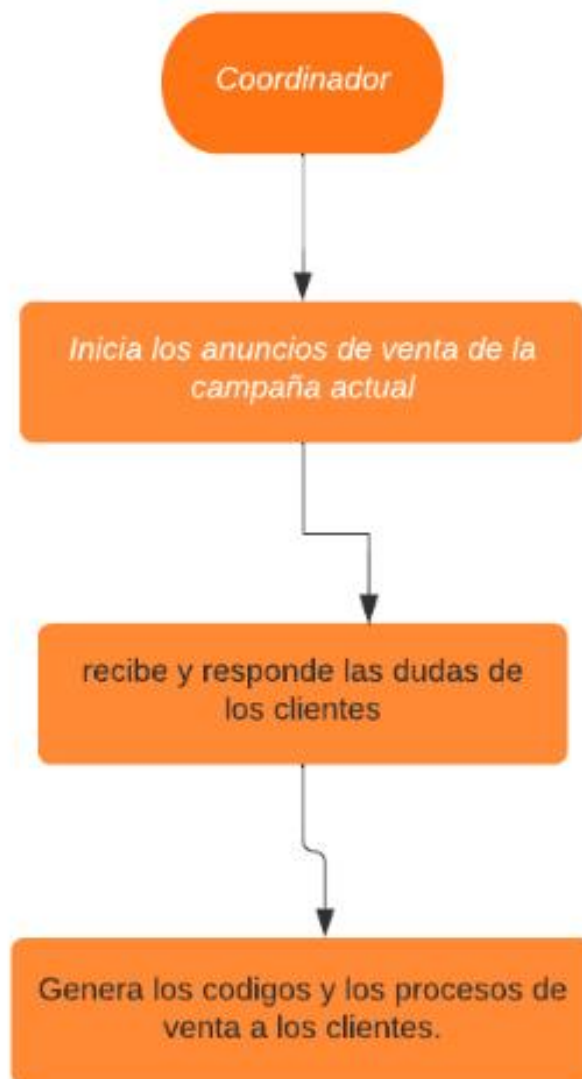 Coordinador
Inicia los anuncios de venta de la
campaña actual
recibe y responde las dudas de
los clientes
Genera los codigos y los procesos de
venta a los clientes.